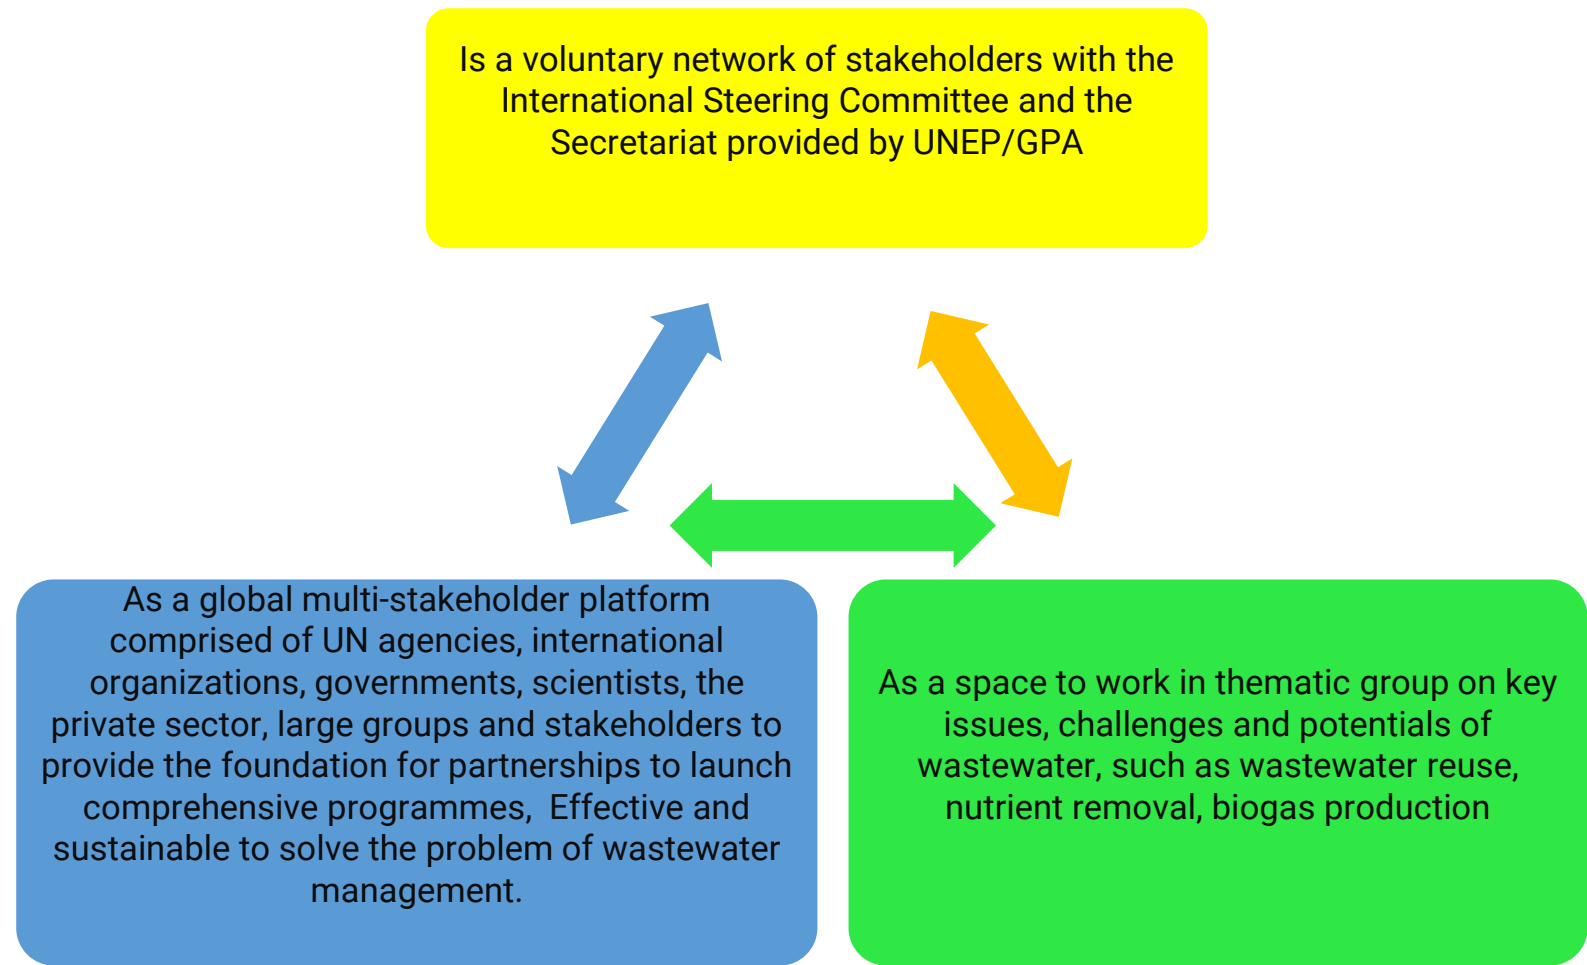 Is a voluntary network of stakeholders with the
International Steering Committee and the
Secretariat provided by UNEP/GPA
As a global multi-stakeholder platform
comprised of UN agencies, international
organizations, governments, scientists, the
private sector, large groups and stakeholders to
provide the foundation for partnerships to launch
comprehensive programmes,  Effective and
sustainable to solve the problem of wastewater
management.
As a space to work in thematic group on key
issues, challenges and potentials of
wastewater, such as wastewater reuse,
nutrient removal, biogas production